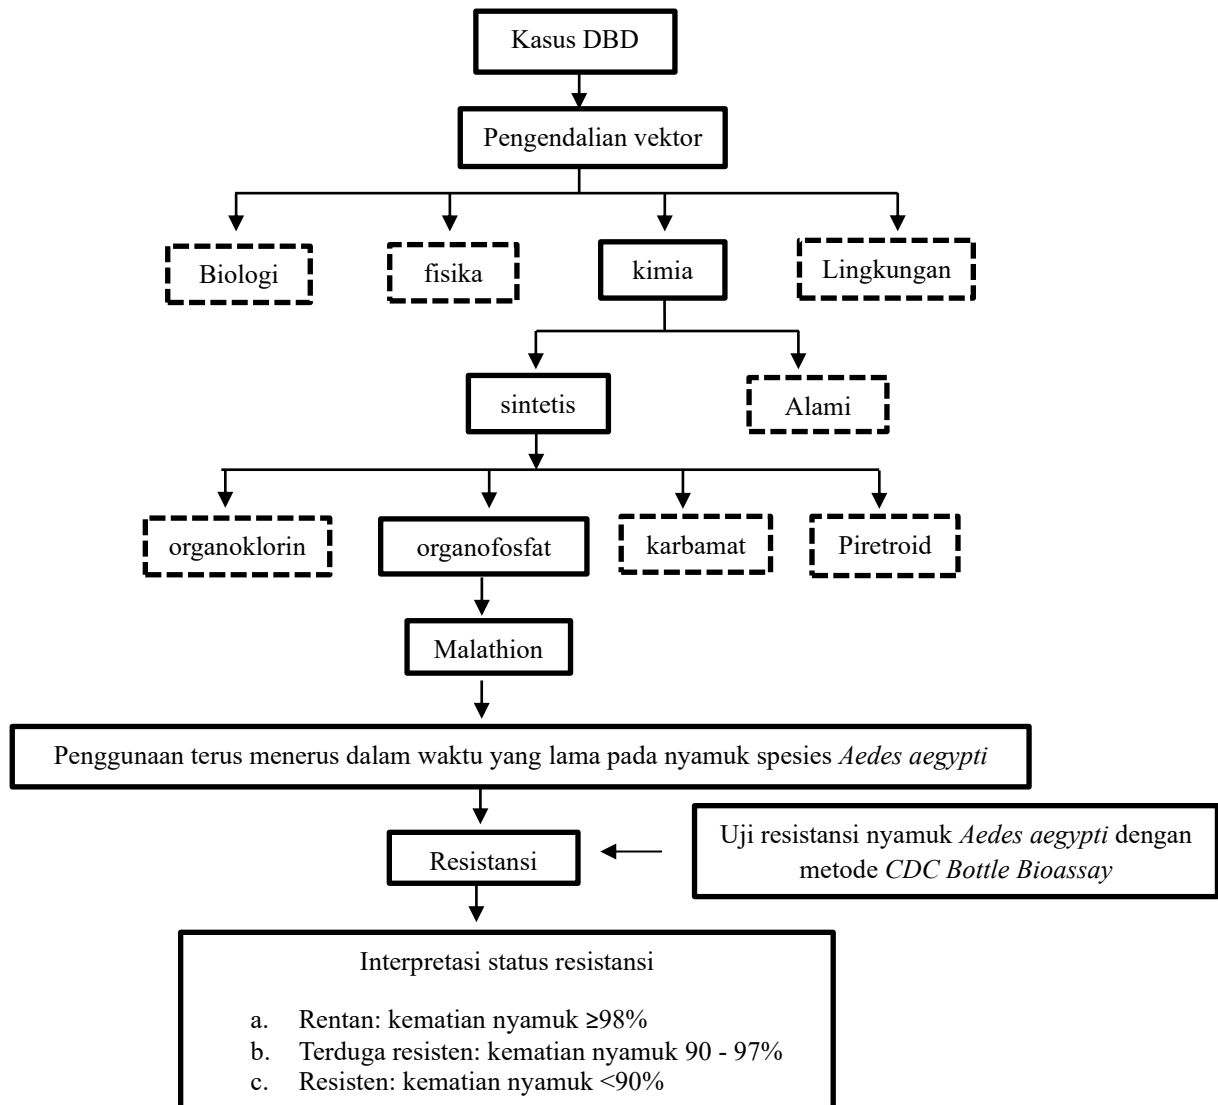 Kasus DBD
Pengendalian vektor
Biologi
fisika
kimia
Lingkungan
sintetis
Alami
organoklorin
organofosfat
karbamat
Piretroid
Malathion
Penggunaan terus menerus dalam waktu yang lama pada nyamuk spesies Aedes aegypti
Resistansi
Uji resistansi nyamuk Aedes aegypti dengan
metode CDC Bottle Bioassay
Interpretasi status resistansi
a. Rentan: kematian nyamuk ≥98%
b. Terduga resisten: kematian nyamuk 90 - 97%
c. Resisten: kematian nyamuk <90%